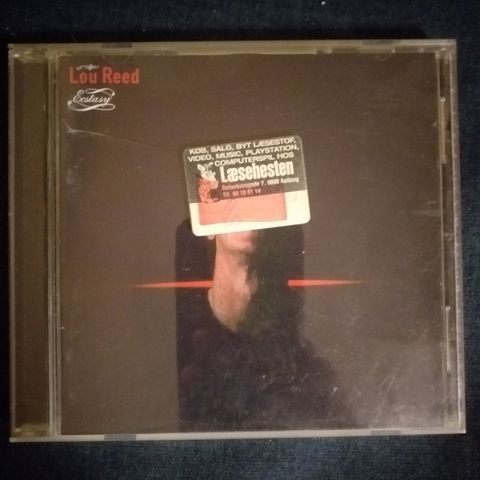 Lou Reed
Ecstasy
KØB, SALG, BYT LÆSESTOF,
VIDEO, MUSIC, PLAYSTATION,
COMPUTERSPIL HOS
Læsehesten
9000 Aalborg